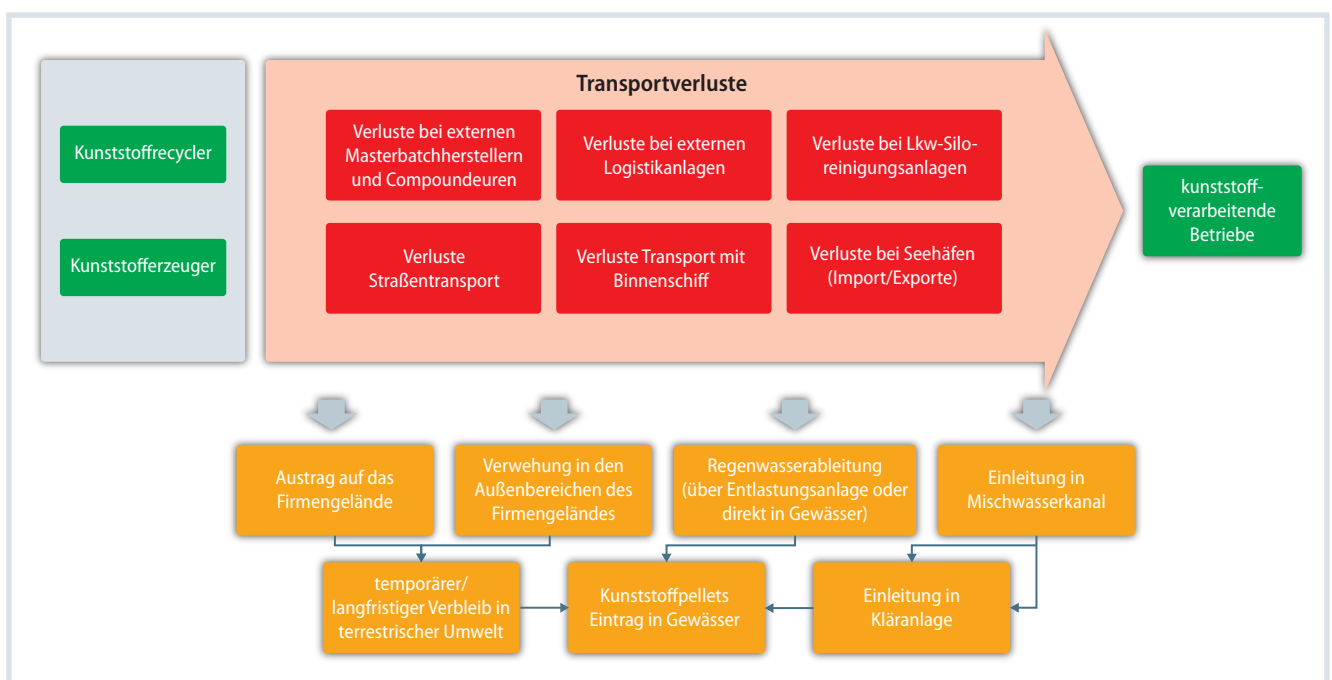 Transportverluste
Kunststoffrecycler
Kunststofferzeuger
Verluste bei externen
Masterbatchherstellern
und Compoundeuren
Verluste bei externen
Logistikanlagen
Verluste bei Lkw-Silo-
reinigungsanlagen
Verluste
Straßentransport
Verluste Transport mit
Binnenschiff
Verluste bei Seehäfen
(Import/Exporte)
kunststoff-
verarbeitende
Betriebe
Austrag auf das
Firmengelände
Verwehung in den
Außenbereichen des
Firmengeländes
Regenwasserableitung
(über Entlastungsanlage oder
direkt in Gewässer)
Einleitung in
Mischwasserkanal
temporärer/
langfristiger Verbleib in
terrestrischer Umwelt
Kunststoffpellets
Eintrag in Gewässer
Einleitung in
Kläranlage